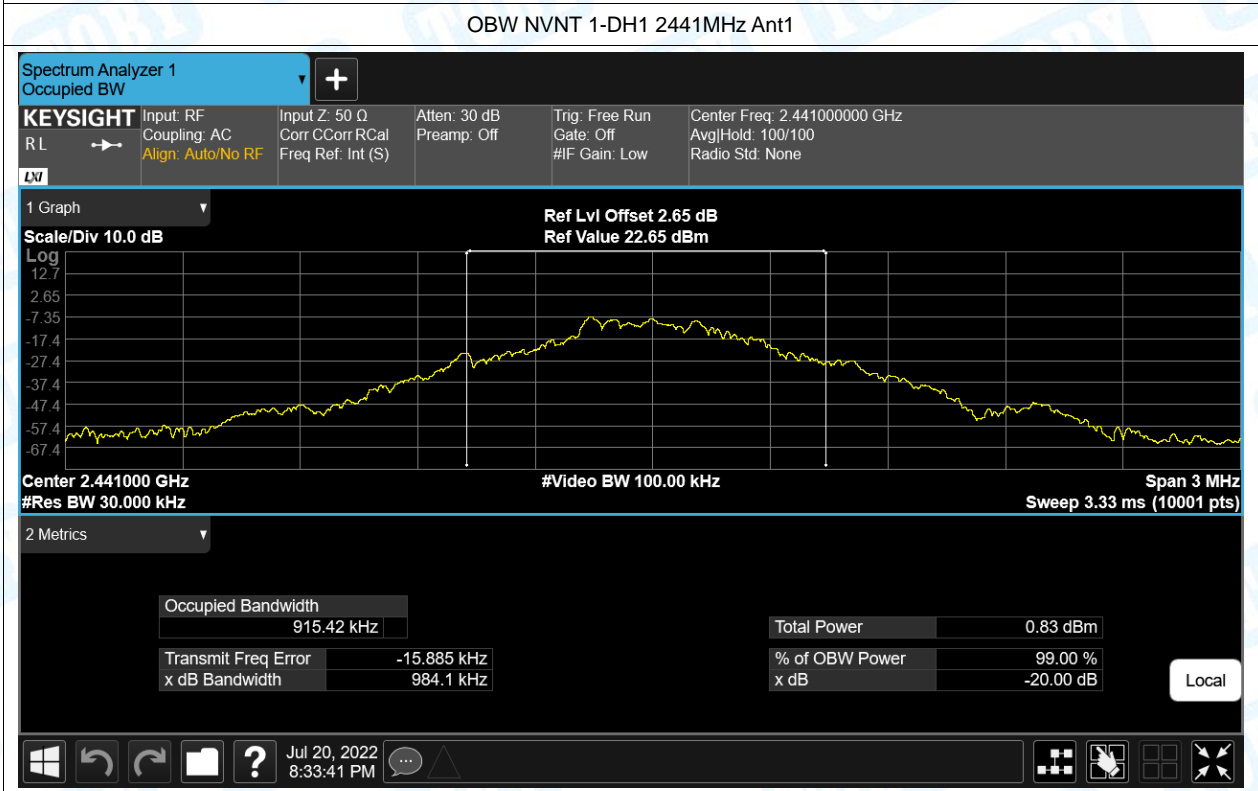 OBW NVNT 1-DH1 2441MHz Ant1
Spectrum Analyzer 1
Occupied BW
KEYSIGHT
R L
LXI
Input: RF
Coupling: AC
Align: Auto/No RF
Input Z: 50 Ω
Corr CCorr RCal
Freq Ref: Int (S)
Atten: 30 dB
Preamp: Off
Trig: Free Run
Gate: Off
#IF Gain: Low
Center Freq: 2.441000000 GHz
Avg|Hold: 100/100
Radio Std: None
1 Graph
Ref Lvl Offset 2.65 dB
Scale/Div 10.0 dB
Ref Value 22.65 dBm
Log
12.7
2.65
-7.35
-17.4
-27.4
-37.4
-47.4
-57.4
-67.4
Center 2.441000 GHz
#Video BW 100.00 kHz
Span 3 MHz
#Res BW 30.000 kHz
Sweep 3.33 ms (10001 pts)
2 Metrics
Occupied Bandwidth
915.42 kHz
Total Power 0.83 dBm
Transmit Freq Error -15.885 kHz
% of OBW Power 99.00 %
x dB Bandwidth 984.1 kHz
x dB -20.00 dB
Local
?
Jul 20, 2022
8:33:41 PM